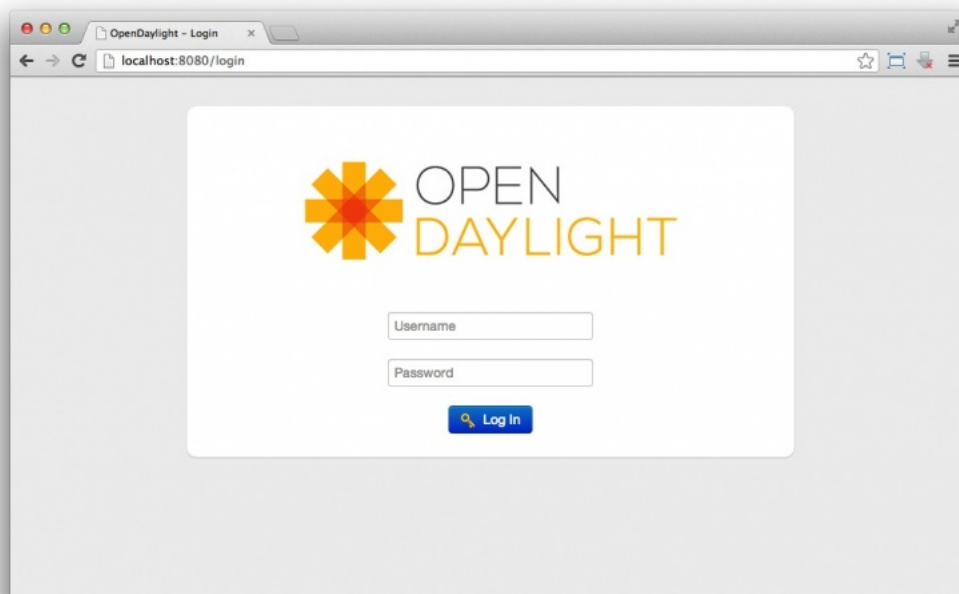 OpenDaylight - Login
localhost:8080/login
OPEN
DAYLIGHT
Username
Password
Log In